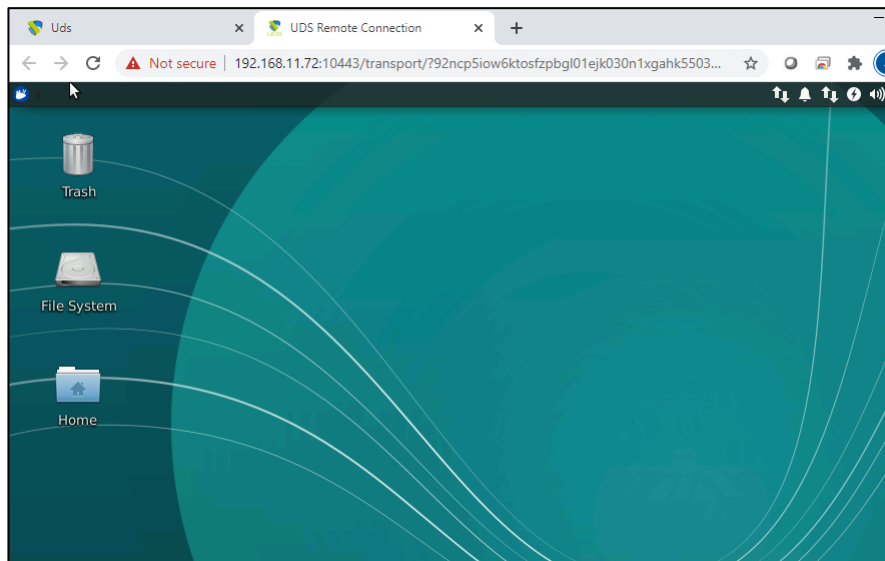 Uds
UDS Remote Connection
Not secure
192.168.11.72:10443/transport/?92ncp5iow6ktosfzpbgl01ejk030n1xgahk5503...
Trash
File System
Home